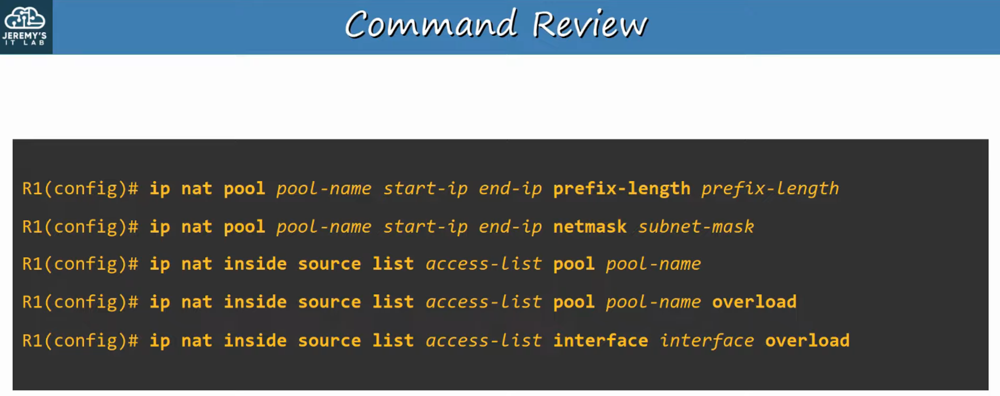 JEREMY'S
IT LAB
Command Review
R1(config)# ip nat pool pool-name start-ip end-ip prefix-length prefix-length
R1(config)# ip nat pool pool-name start-ip end-ip netmask subnet-mask
R1(config)# ip nat inside source list access-list pool pool-name
R1(config)# ip nat inside source list access-list pool pool-name overload
R1(config)# ip nat inside source list access-list interface interface overload